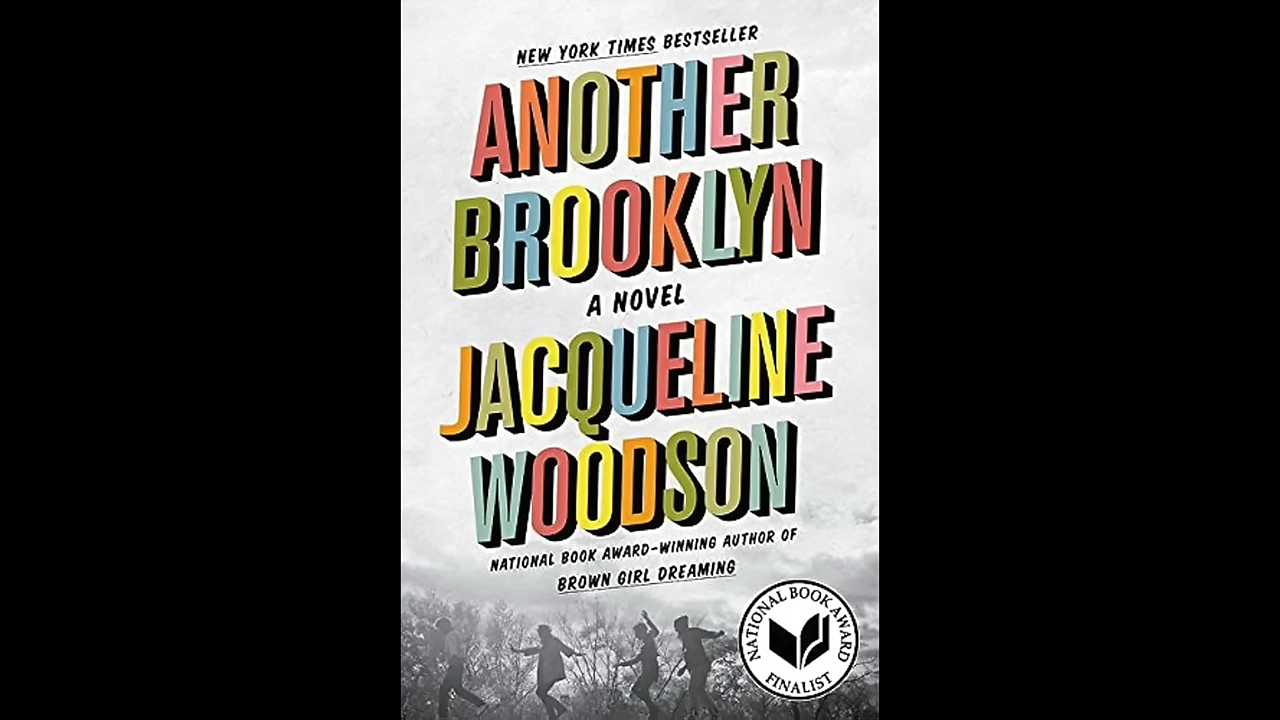 NEW YORK TIMES BESTSELLER
ANOTHER
BROOKLYN
A NOVEL
JACQUELINE
WOODSON
NATIONAL BOOK AWARD-WINNING AUTHOR OF
BROWN GIRL DREAMING
NATIONAL BOOK AWARD
FINALIST